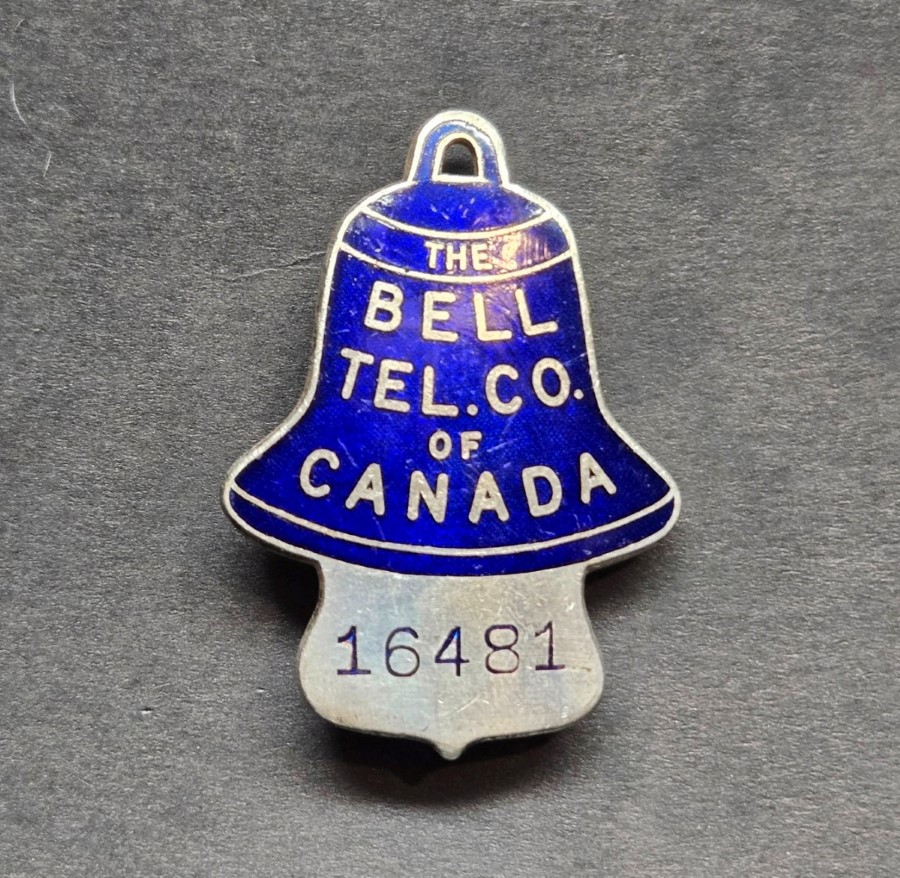 THE
BELL
TEL.CO.
OF
CANADA
16481